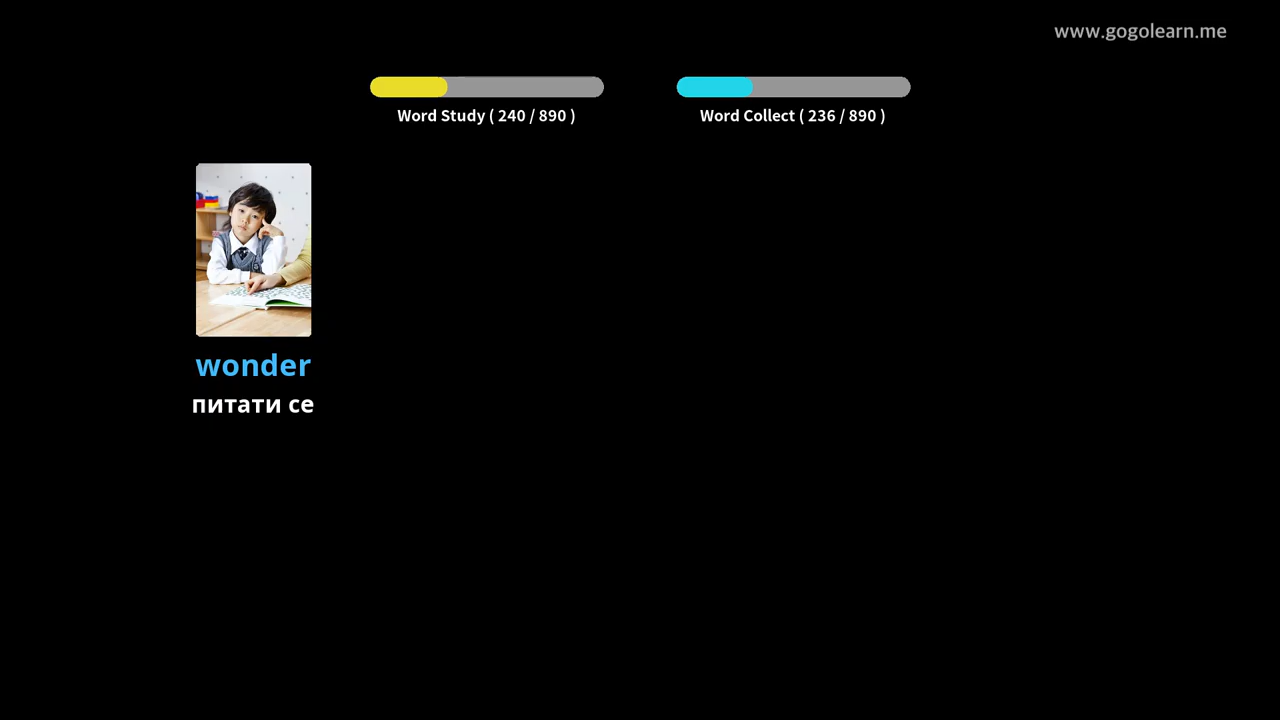 www.gogolearn.me
Word Study ( 240 / 890 )
Word Collect ( 236 / 890 )
wonder
питати се